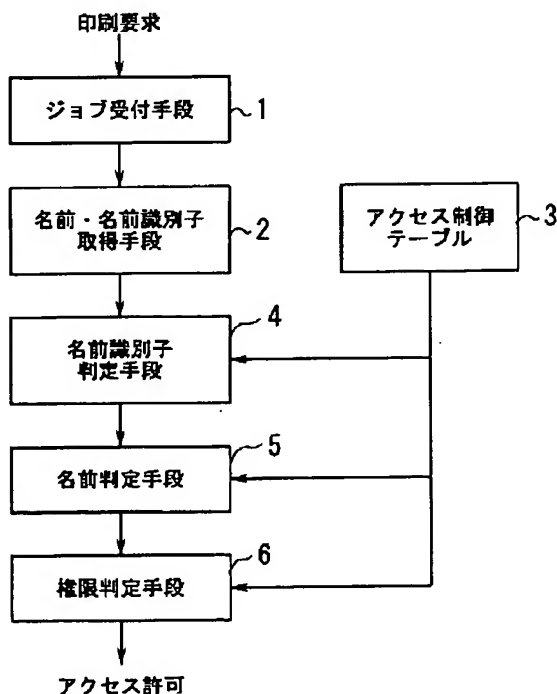 印刷要求
ジョブ受付手段
1
名前・名前識別子
取得手段
2
アクセス制御
テーブル
3
名前識別子
判定手段
4
名前判定手段
5
権限判定手段
6
アクセス許可